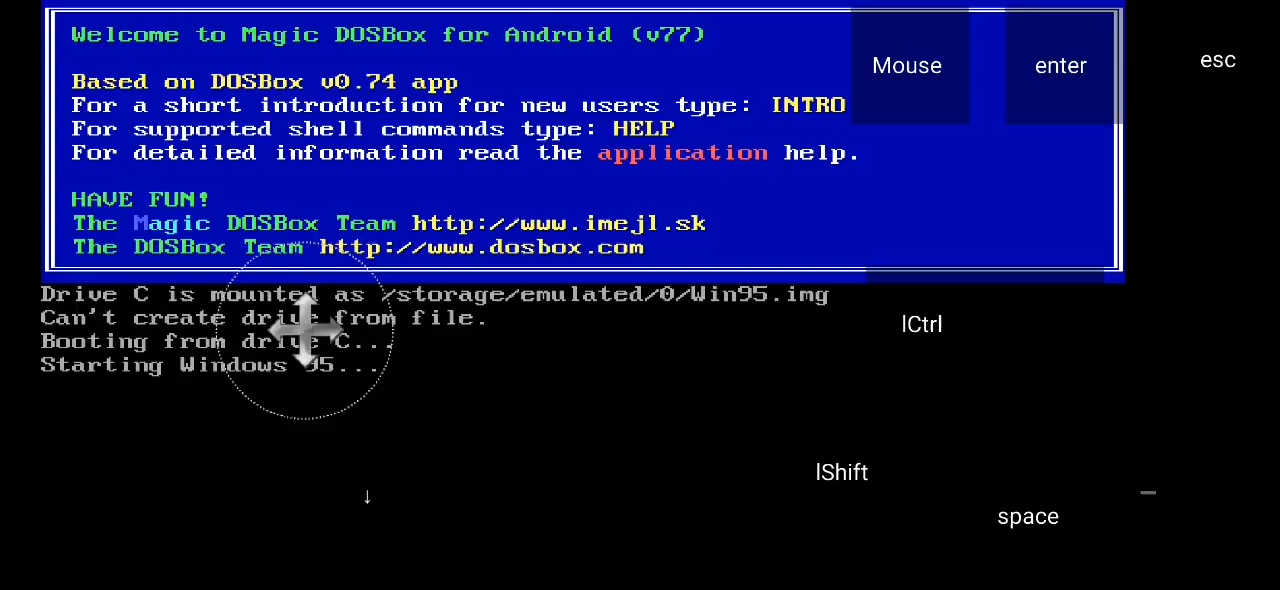 Welcome to Magic DOSBox for Android (v77)
Mouse
enter
esc
Based on DOSBox v0.74 app
For a short introduction for new users type: INTRO
For supported shell commands type: HELP
For detailed information read the application help.
HAVE FUN!
The Magic DOSBox Team http://www.imejl.sk
The DOSBox Team http://www.dosbox.com
Drive C is mounted as /storage/emulated/0/Win95.img
Can't create drive from file.
lCtrl
Booting from drive C...
Starting Windows 95...
lShift
↓
space